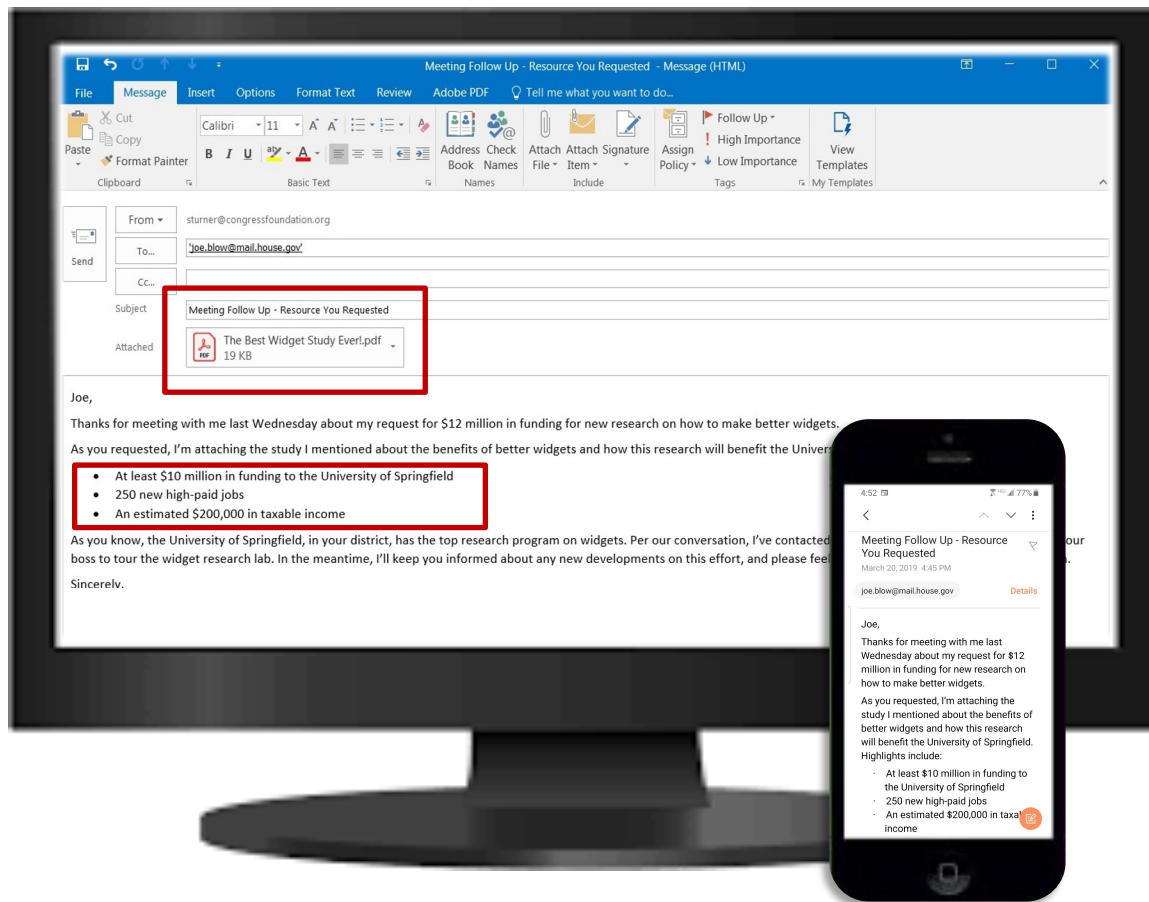 Meeting Follow Up - Resource You Requested - Message (HTML)
File Message Insert Options Format Text Review Adobe PDF Tell me what you want to do...
Paste
Cut
Copy
Format Painter
Clipboard
Calibri 11 A A
B I U aby A
Basic Text
Address Book
Check Names
Names
Attach File
Attach Item
Signature
Include
Assign Policy
Follow Up
High Importance
Low Importance
Tags
View Templates
My Templates
Send
From sturner@congressfoundation.org
To... 'joe.blow@mail.house.gov'
Cc...
Subject Meeting Follow Up - Resource You Requested
Attached PDF The Best Widget Study Ever!.pdf
19 KB
Joe,
Thanks for meeting with me last Wednesday about my request for $12 million in funding for new research on how to make better widgets.
As you requested, I'm attaching the study I mentioned about the benefits of better widgets and how this research will benefit the
• At least $10 million in funding to the University of Springfield
• 250 new high-paid jobs
• An estimated $200,000 in taxable income
As you know, the University of Springfield, in your district, has the top research program on widgets. Per our conversation, I've contacted our
boss to tour the widget research lab. In the meantime, I'll keep you informed about any new developments on this effort, and please
Sincerely,
4:52 77%
Meeting Follow Up - Resource
You Requested
March 20, 2019 4:45 PM
joe.blow@mail.house.gov Details
Joe,
Thanks for meeting with me last
Wednesday about my request for $12
million in funding for new research on
how to make better widgets.
As you requested, I'm attaching the
study I mentioned about the benefits of
better widgets and how this research
will benefit the University of Springfield.
Highlights include:
· At least $10 million in funding to
the University of Springfield
· 250 new high-paid jobs
· An estimated $200,000 in
income